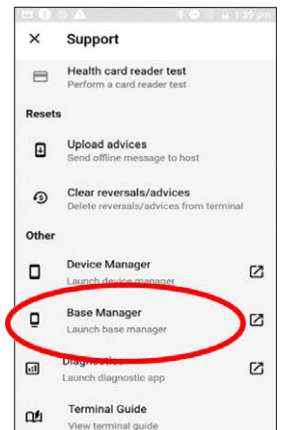 1:39 pm
Support
Health card reader test
Perform a card reader test
Resets
Upload advices
Send offline message to host
Clear reversals/advices
Delete reversals/advices from terminal
Other
Device Manager
Launch device manager
Base Manager
Launch base manager
Diagnostics
Launch diagnostic app
Terminal Guide
View terminal guide